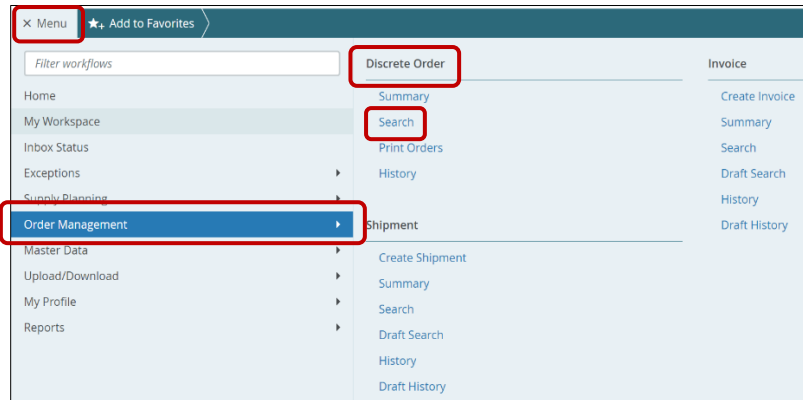 × Menu ★+ Add to Favorites
Filter workflows
Home
My Workspace
Inbox Status
Exceptions
Supply Planning
Order Management
Master Data
Upload/Download
My Profile
Reports
Discrete Order
Summary
Search
Print Orders
History
Shipment
Create Shipment
Summary
Search
Draft Search
History
Draft History
Invoice
Create Invoice
Summary
Search
Draft Search
History
Draft History